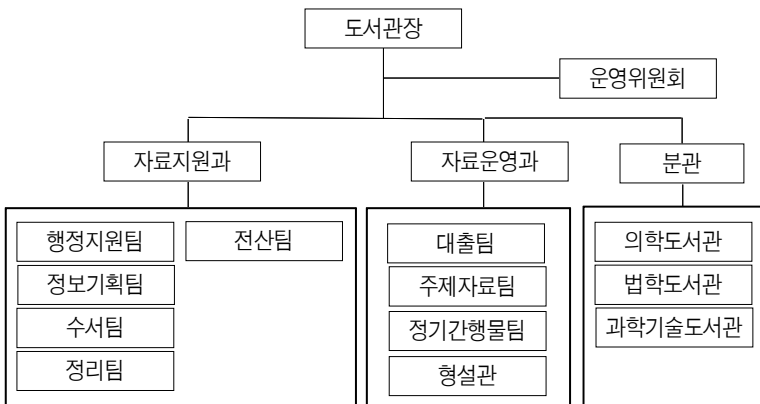 도서관장
운영위원회
자료지원과
자료운영과
분관
행정지원팀
전산팀
정보기획팀
수서팀
정리팀
대출팀
주제자료팀
정기간행물팀
형설관
의학도서관
법학도서관
과학기술도서관